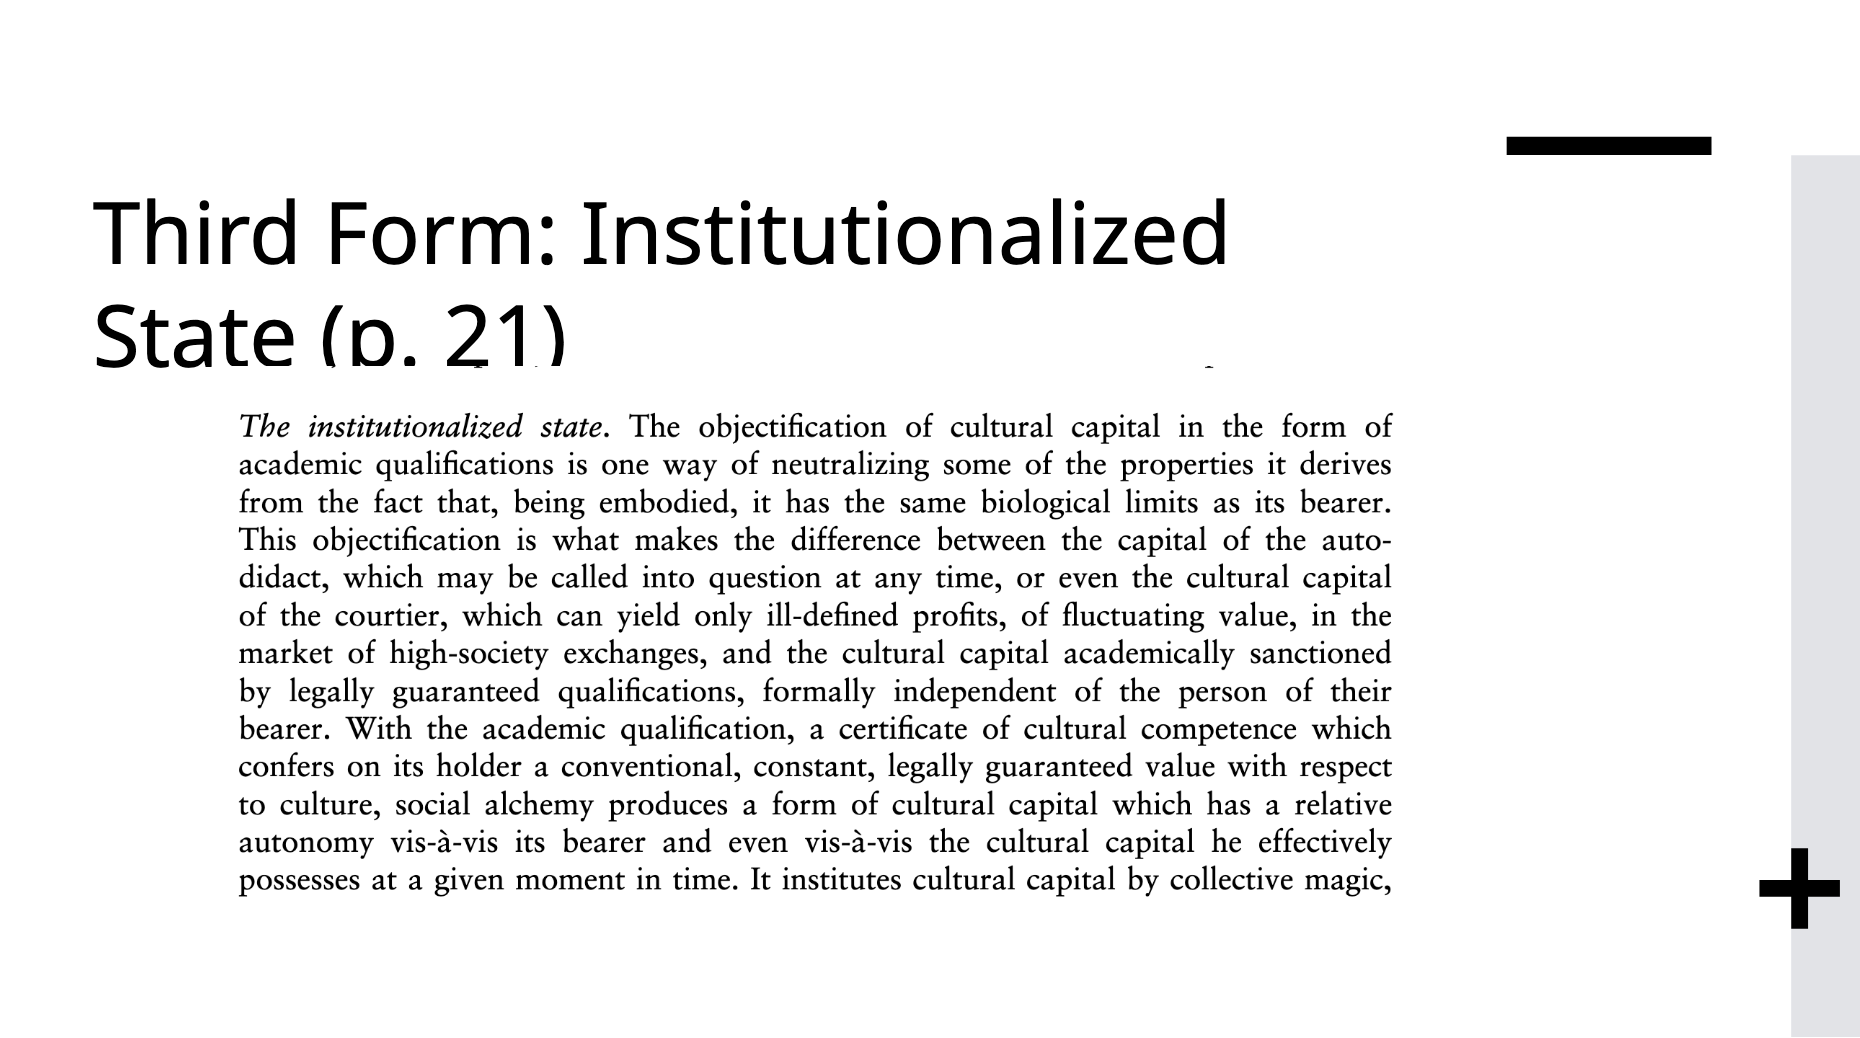 Third Form: Institutionalized
State (p. 21)
The institutionalized state. The objectification of cultural capital in the form of
academic qualifications is one way of neutralizing some of the properties it derives
from the fact that, being embodied, it has the same biological limits as its bearer.
This objectification is what makes the difference between the capital of the auto-
didact, which may be called into question at any time, or even the cultural capital
of the courtier, which can yield only ill-defined profits, of fluctuating value, in the
market of high-society exchanges, and the cultural capital academically sanctioned
by legally guaranteed qualifications, formally independent of the person of their
bearer. With the academic qualification, a certificate of cultural competence which
confers on its holder a conventional, constant, legally guaranteed value with respect
to culture, social alchemy produces a form of cultural capital which has a relative
autonomy vis-à-vis its bearer and even vis-à-vis the cultural capital he effectively
possesses at a given moment in time. It institutes cultural capital by collective magic,